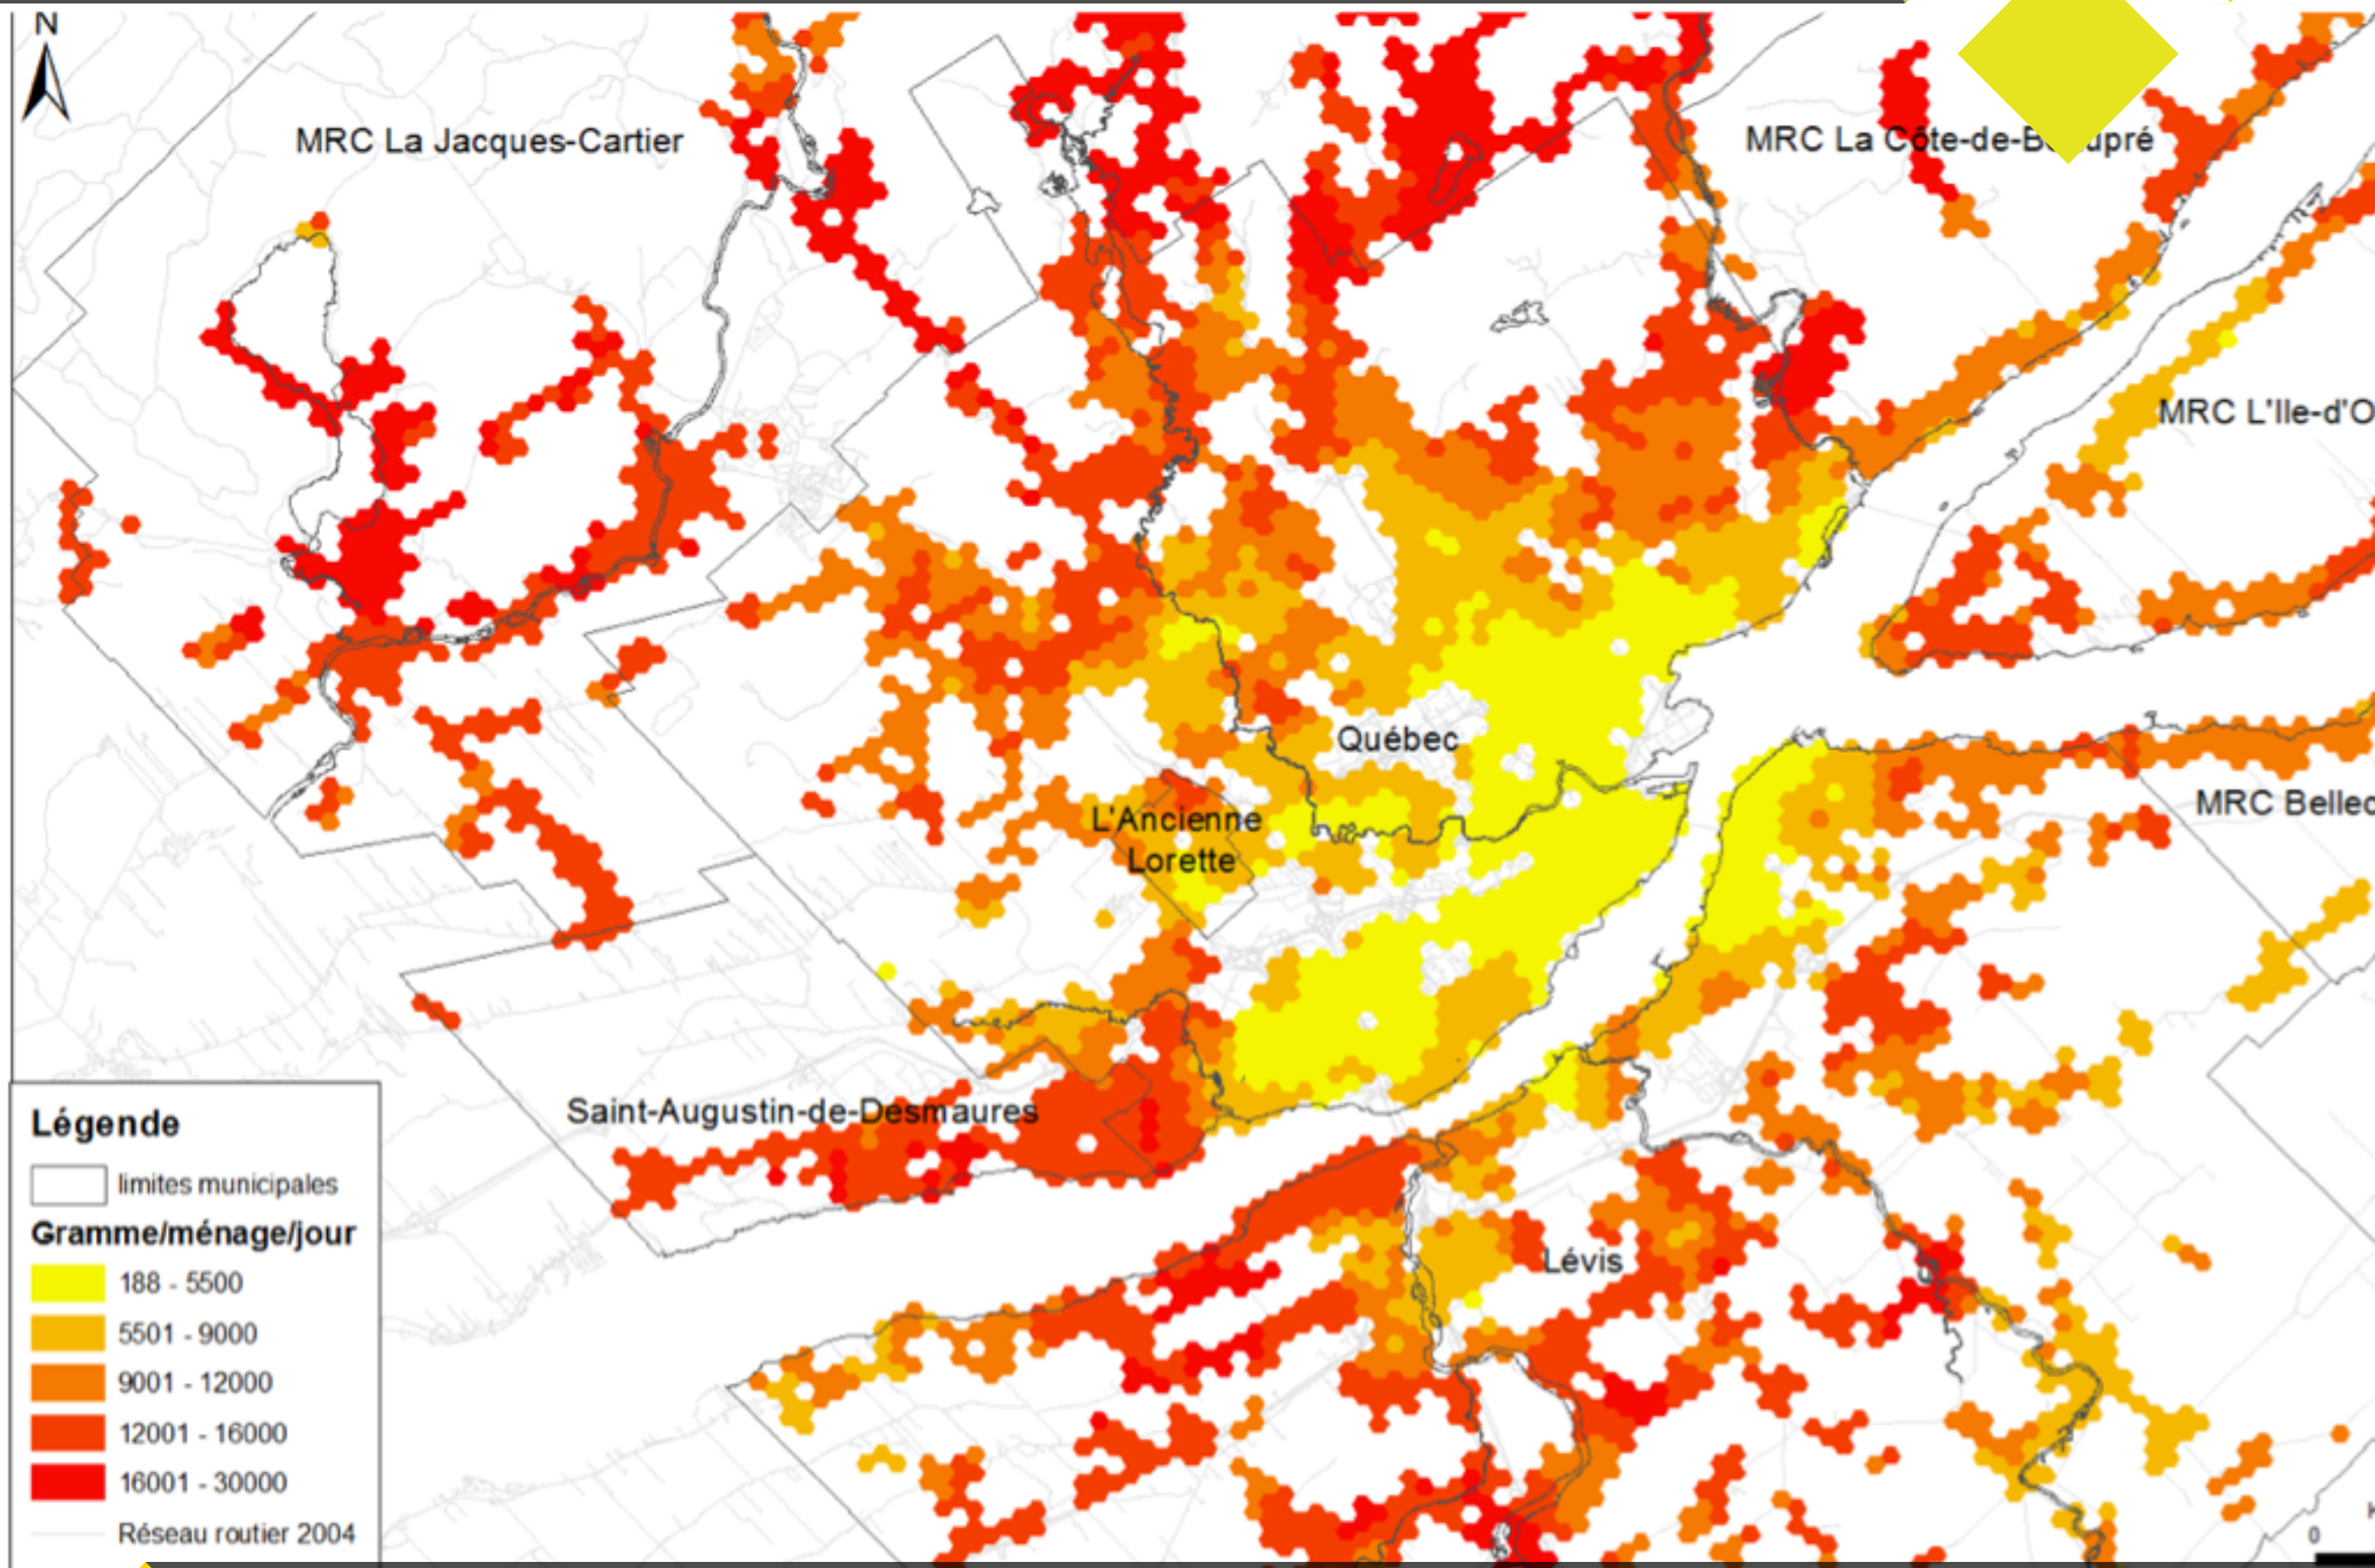 N
MRC La Jacques-Cartier
MRC La Côte-de-B upré
MRC L'Ile-d'O
Québec
L'Ancienne
Lorette
MRC Bellec
Saint-Augustin-de-Desmaures
Lévis
Légende
limites municipales
Gramme/ménage/jour
188 - 5500
5501 - 9000
9001 - 12000
12001 - 16000
16001 - 30000
Réseau routier 2004
0